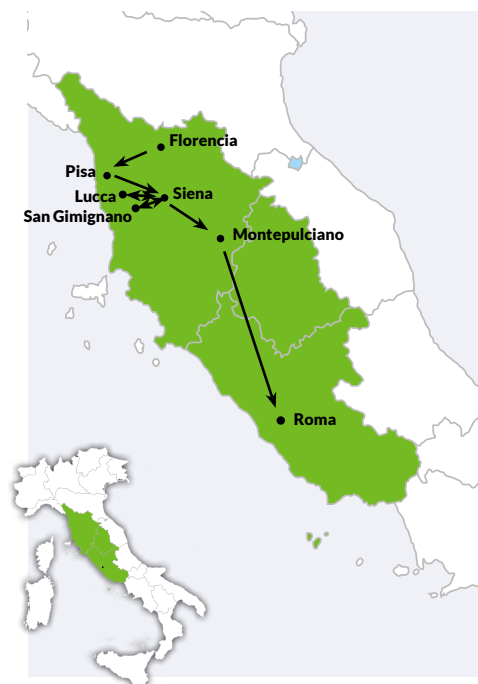 Florencia
Pisa
Lucca
Siena
San Gimignano
Montepulciano
Roma